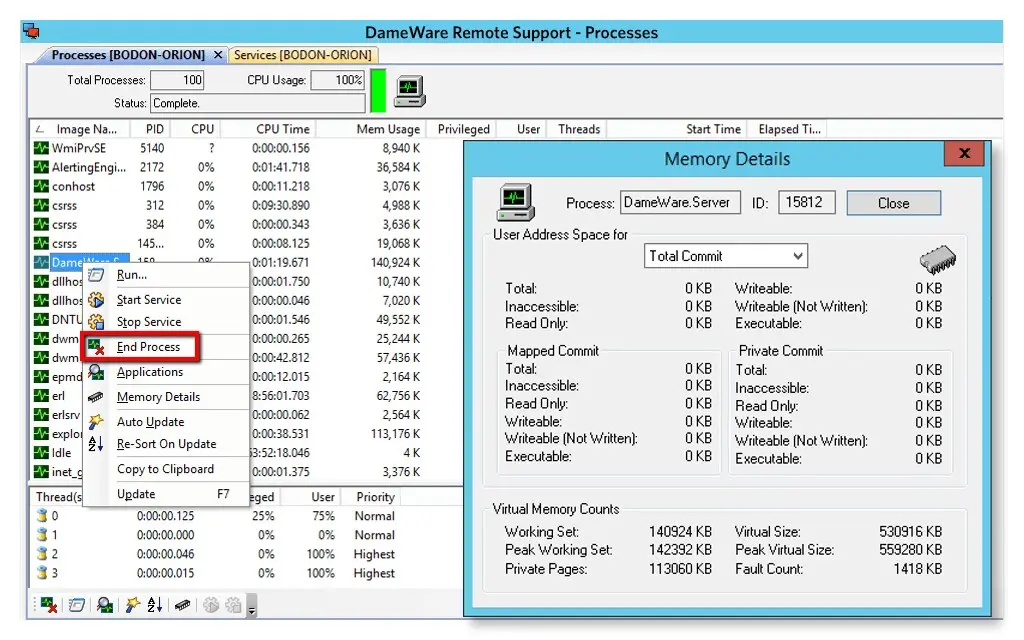 DameWare Remote Support - Processes
Processes [BODON-ORION] Services [BODON-ORION]
Total Processes: 100 CPU Usage: 100%
Status: Complete.
Image Na... PID CPU CPU Time Mem Usage Privileged User Threads Start Time Elapsed Ti...
WmiPrvSE 5140 ? 0:00:00.156 8,940 K
AlertingEngi... 2172 0% 0:01:41.718 36,584 K
conhost 1796 0% 0:00:11.218 3,076 K
csrss 312 0% 0:09:30.890 4,988 K
csrss 384 0% 0:00:00.343 3,636 K
csrss 145... 0% 0:00:08.125 19,068 K
DameWare.S... 158... 0% 0:01:19.671 140,924 K
dllhos :00:01.750 10,740 K
dllhos :00:00.046 7,020 K
DNTU :00:01.546 49,552 K
dwm :00:00.265 25,244 K
dwm :00:42.812 57,436 K
epmd :00:12.015 2,164 K
erl 8:56:01.703 62,756 K
erlsrv :00:00.062 2,564 K
explor :00:38.531 113,176 K
Idle 3:52:18.046 4 K
inet_g :00:01.375 3,376 K
Run...
Start Service
Stop Service
End Process
Applications
Memory Details
Auto Update
Re-Sort On Update
Copy to Clipboard
Update F7
Thread(s eged User Priority
0 0:00:00.125 25% 75% Normal
1 0:00:00.000 0% 0% Normal
2 0:00:00.046 0% 100% Highest
3 0:00:00.015 0% 100% Highest
Memory Details
Process: DameWare.Server ID: 15812 Close
User Address Space for
Total Commit
Total: 0 KB Writeable: 0 KB
Inaccessible: 0 KB Writeable (Not Written): 0 KB
Read Only: 0 KB Executable: 0 KB
Mapped Commit
Total: 0 KB
Inaccessible: 0 KB
Read Only: 0 KB
Writeable: 0 KB
Writeable (Not Written): 0 KB
Executable: 0 KB
Private Commit
Total: 0 KB
Inaccessible: 0 KB
Read Only: 0 KB
Writeable: 0 KB
Writeable (Not Written): 0 KB
Executable: 0 KB
Virtual Memory Counts
Working Set: 140924 KB Virtual Size: 530916 KB
Peak Working Set: 142392 KB Peak Virtual Size: 559280 KB
Private Pages: 113060 KB Fault Count: 1418 KB